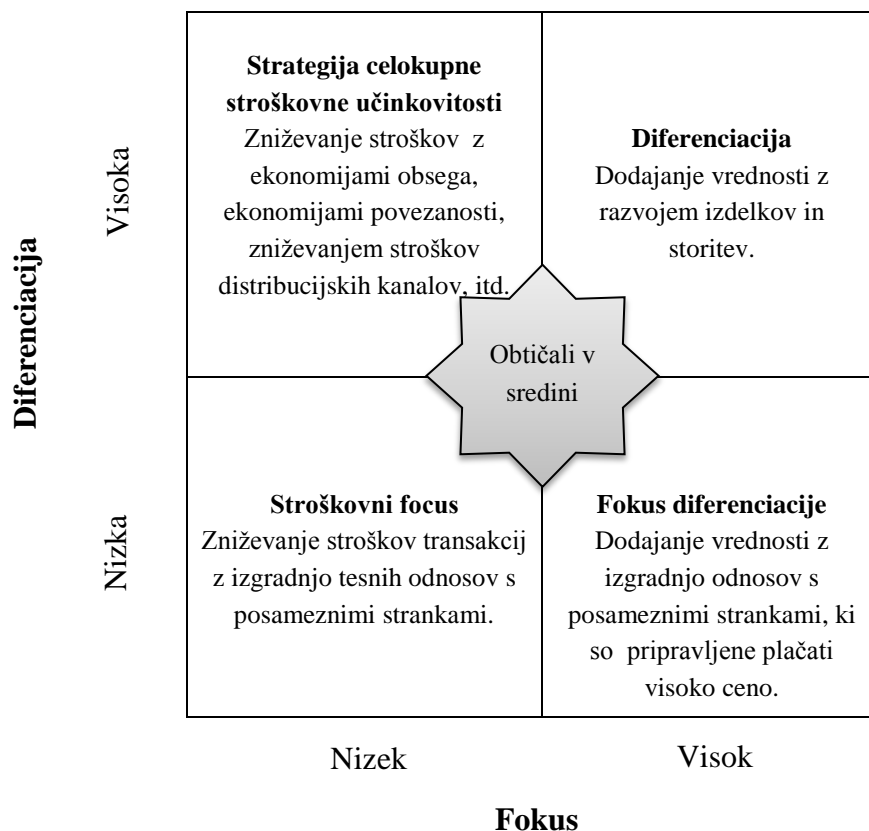 Strategija celokupne
stroškovne učinkovitosti
Zniževanje stroškov z
ekonomijami obsega,
ekonomijami povezanosti,
zniževanjem stroškov
distribucijskih kanalov, itd.
Diferenciacija
Dodajanje vrednosti z
razvojem izdelkov in
storitev.
Visoka
Diferenciacija
Obtičali v
sredini
Nizka
Stroškovni focus
Zniževanje stroškov transakcij
z izgradnjo tesnih odnosov s
posameznimi strankami.
Fokus diferenciacije
Dodajanje vrednosti z
izgradnjo odnosov s
posameznimi strankami, ki
so pripravljene plačati
visoko ceno.
Nizek
Visok
Fokus